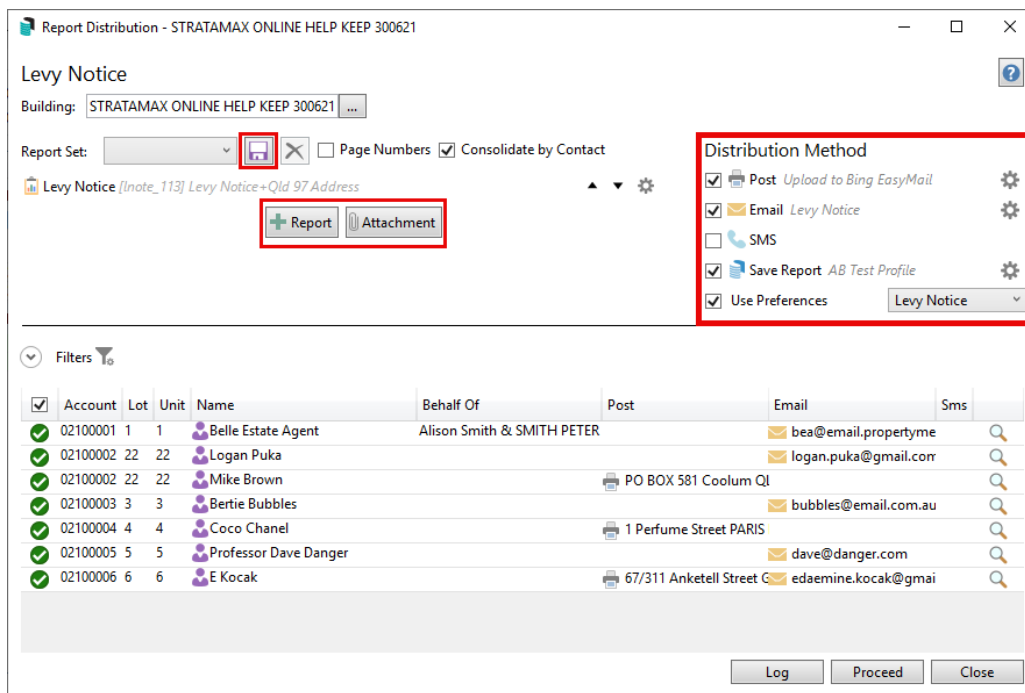 Report Distribution - STRATAMAX ONLINE HELP KEEP 300621
Levy Notice
Building: STRATAMAX ONLINE HELP KEEP 300621 ...
Report Set: Page Numbers Consolidate by Contact
Levy Notice [lnote_113] Levy Notice+Qld 97 Address
Report Attachment
Distribution Method
Post Upload to Bing EasyMail
Email Levy Notice
SMS
Save Report AB Test Profile
Use Preferences Levy Notice
Filters
Account Lot Unit Name Behalf Of Post Email Sms
02100001 1 1 Belle Estate Agent Alison Smith & SMITH PETER bea@email.propertyme
02100002 22 22 Logan Puka logan.puka@gmail.com
02100002 22 22 Mike Brown PO BOX 581 Coolum QL
02100003 3 3 Bertie Bubbles bubbles@email.com.au
02100004 4 4 Coco Chanel 1 Perfume Street PARIS
02100005 5 5 Professor Dave Danger dave@danger.com
02100006 6 6 E Kocak 67/311 Anketell Street G edaemine.kocak@gmai
Log Proceed Close